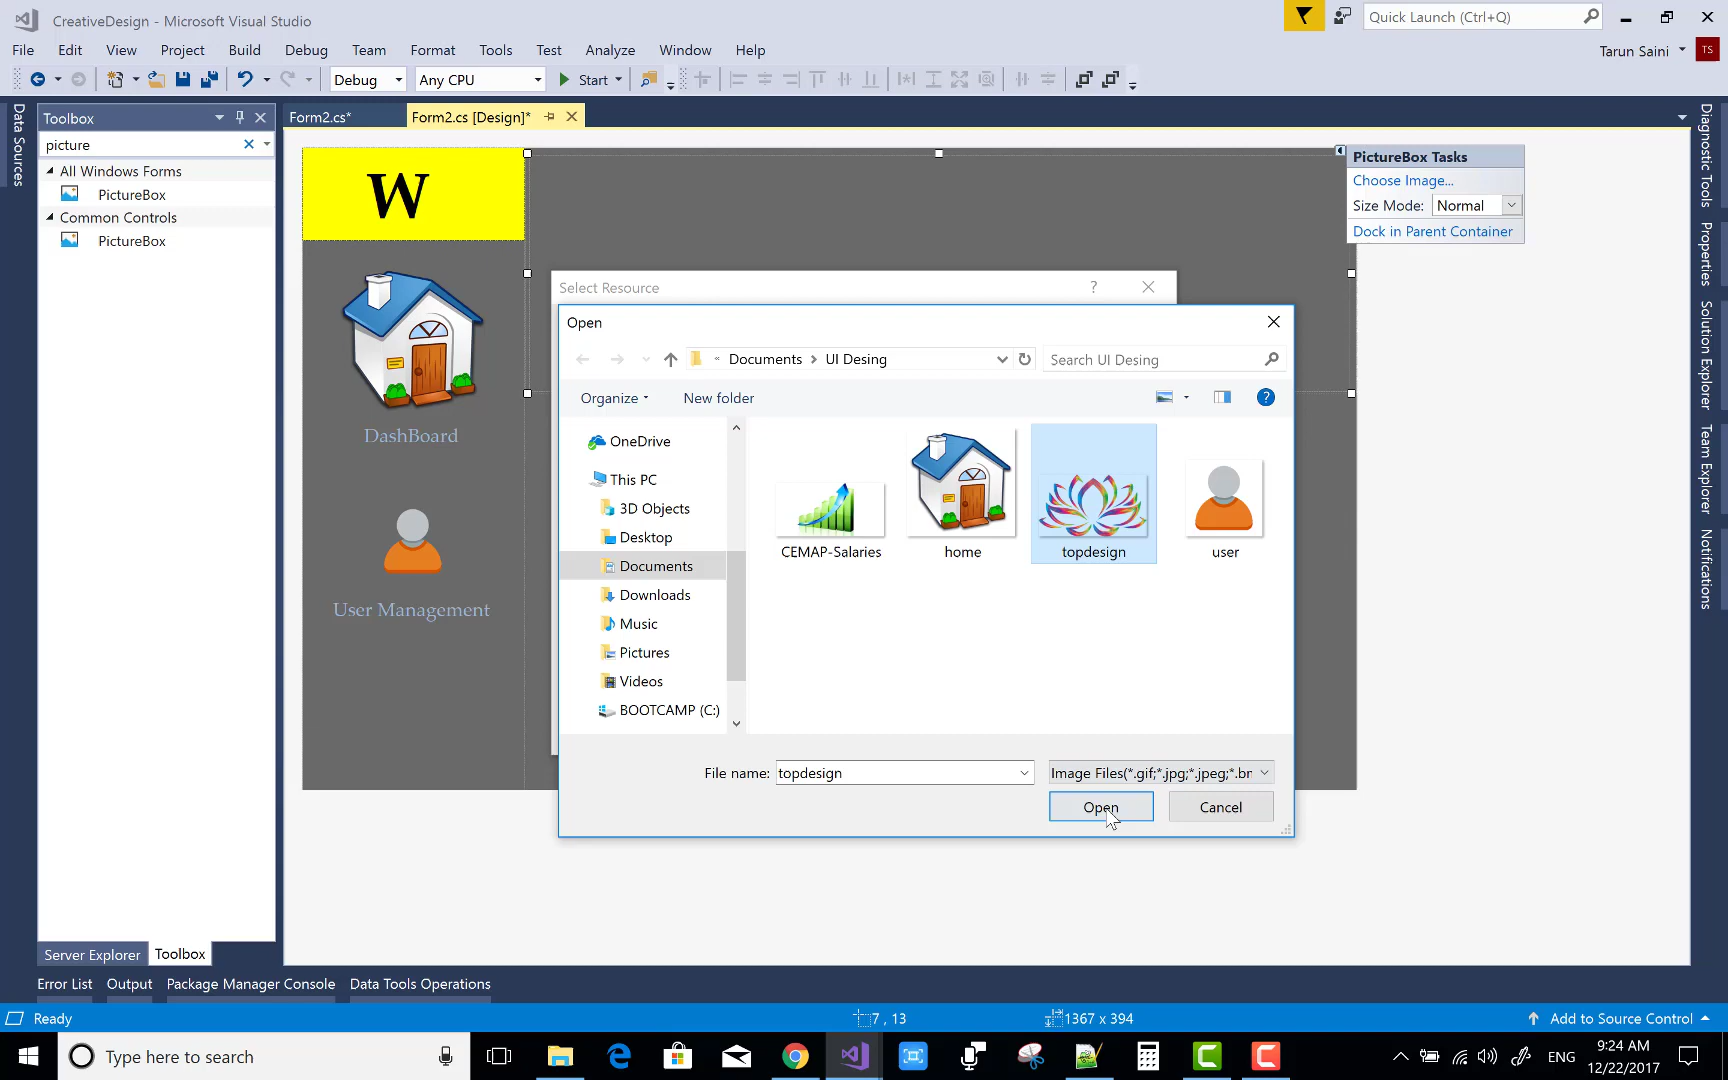 CreativeDesign - Microsoft Visual Studio
Quick Launch (Ctrl+Q)
File Edit View Project Build Debug Team Format Tools Test Analyze Window Help
Tarun Saini TS
Debug Any CPU Start
Data Sources
Toolbox
Form2.cs* Form2.cs [Design]*
picture
All Windows Forms
PictureBox
Common Controls
PictureBox
W
DashBoard
User Management
PictureBox Tasks
Choose Image...
Size Mode: Normal
Dock in Parent Container
Diagnostic Tools
Properties
Solution Explorer
Team Explorer
Notifications
Select Resource ?
Open
« Documents UI Desing
Search UI Desing
Organize New folder ?
OneDrive
This PC
3D Objects
Desktop
Documents
Downloads
Music
Pictures
Videos
BOOTCAMP (C:)
CEMAP-Salaries home topdesign user
File name: topdesign Image Files(*.gif;*.jpg;*.jpeg;*.br
Open Cancel
Server Explorer Toolbox
Error List Output Package Manager Console Data Tools Operations
Ready 7 , 13 1367 x 394 Add to Source Control
Type here to search
ENG 9:24 AM
12/22/2017